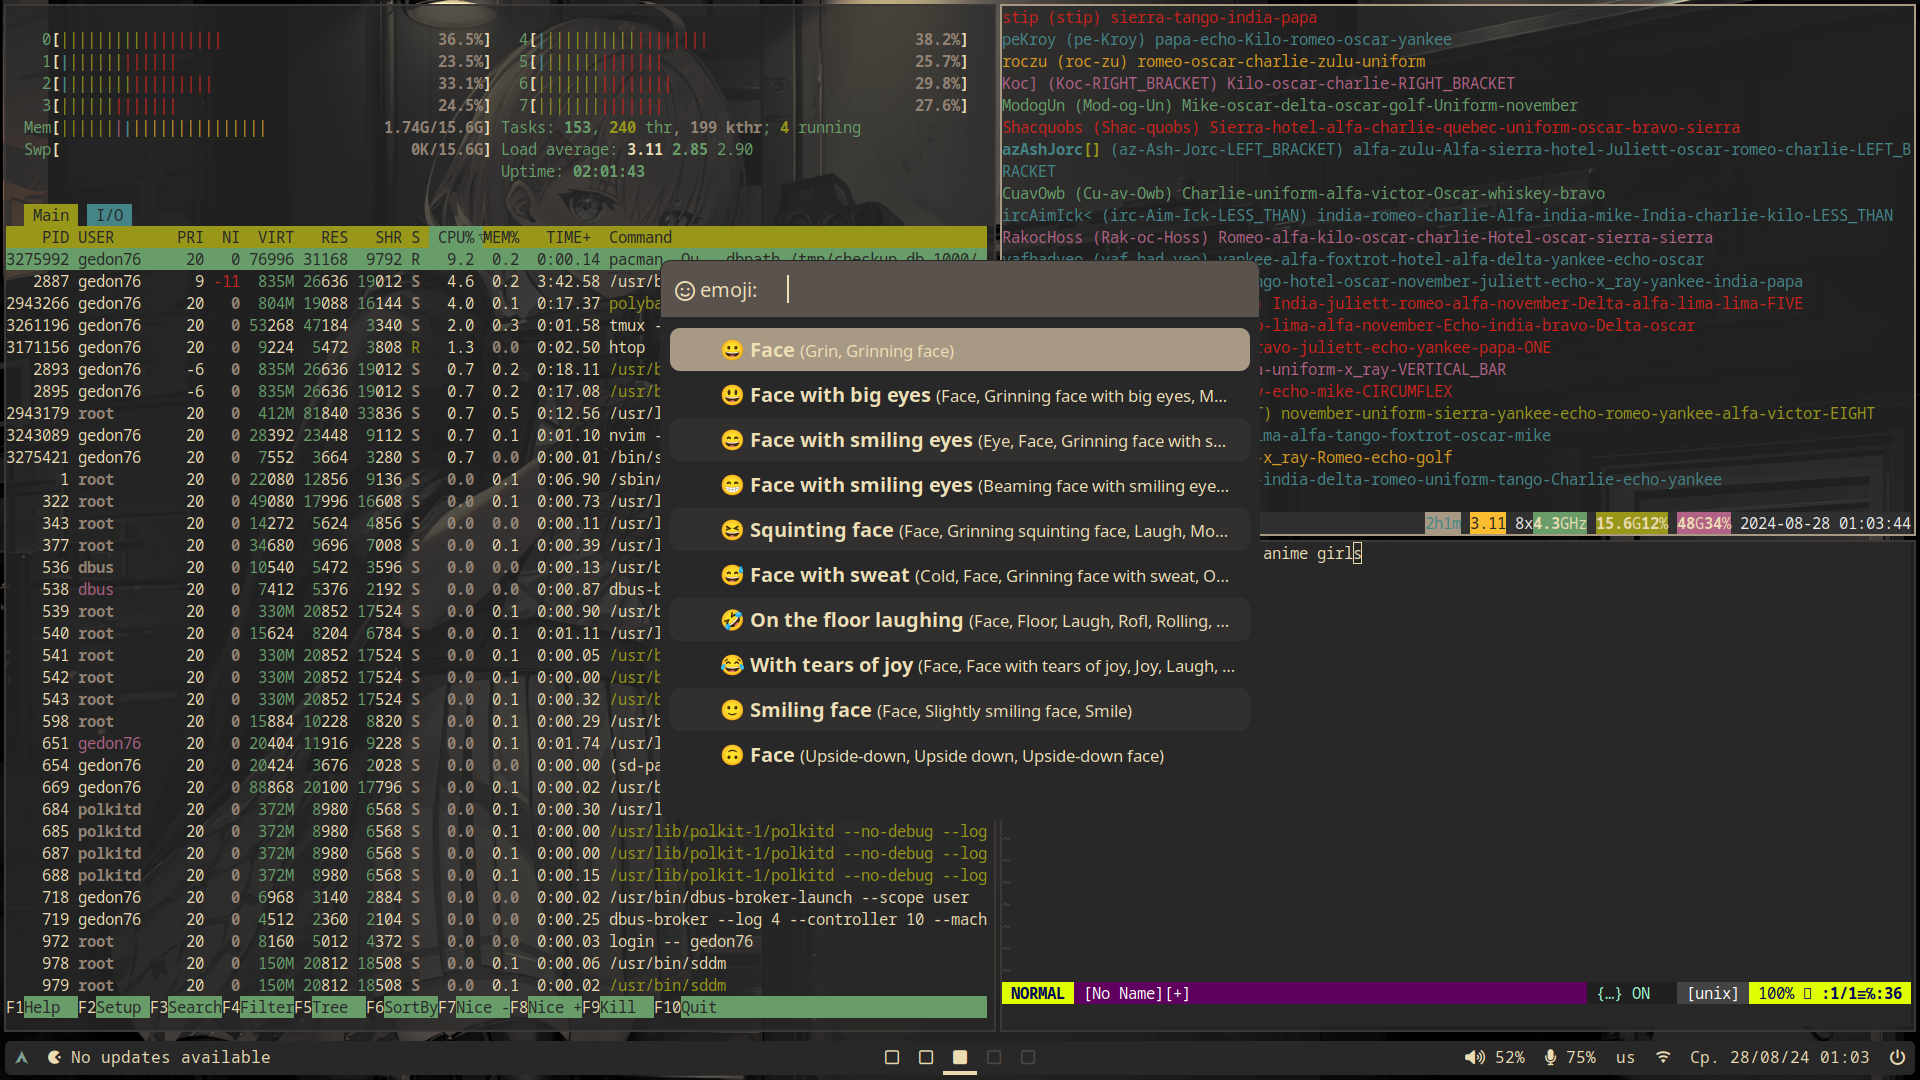 0[ 36.5%] 4[ 38.2%]
1[ 23.5%] 5[ 25.7%]
2[ 33.1%] 6[ 29.8%]
3[ 24.5%] 7[ 27.6%]
Mem[ 1.74G/15.6G] Tasks: 153, 240 thr, 199 kthr; 4 running
Swp[ 0K/15.6G] Load average: 3.11 2.85 2.90
Uptime: 02:01:43
Main I/O
PID USER PRI NI VIRT RES SHR S CPU%▽MEM% TIME+ Command
3275992 gedon76 20 0 76996 31168 9792 R 9.2 0.2 0:00.14 pacman -Qu --dbpath /tmp/checkup-db-1000/
2887 gedon76 9 -11 835M 26636 19012 S 4.6 0.2 3:42.58 /usr/b
2943266 gedon76 20 0 804M 19088 16144 S 4.0 0.1 0:17.37 polyba
3261196 gedon76 20 0 53268 47184 3340 S 2.0 0.3 0:01.58 tmux -
3171156 gedon76 20 0 9224 5472 3808 R 1.3 0.0 0:02.50 htop
2893 gedon76 -6 0 835M 26636 19012 S 0.7 0.2 0:18.11 /usr/b
2895 gedon76 -6 0 835M 26636 19012 S 0.7 0.2 0:17.08 /usr/b
2943179 root 20 0 412M 81840 33836 S 0.7 0.5 0:12.56 /usr/l
3243089 gedon76 20 0 28392 23448 9112 S 0.7 0.1 0:01.10 nvim -
3275421 gedon76 20 0 7552 3664 3280 S 0.7 0.0 0:00.01 /bin/s
1 root 20 0 22080 12856 9136 S 0.0 0.1 0:06.90 /sbin/
322 root 20 0 49080 17996 16608 S 0.0 0.1 0:00.73 /usr/l
343 root 20 0 14272 5624 4856 S 0.0 0.0 0:00.11 /usr/l
377 root 20 0 34680 9696 7008 S 0.0 0.1 0:00.39 /usr/l
536 dbus 20 0 10540 5472 3596 S 0.0 0.0 0:00.13 /usr/b
538 dbus 20 0 7412 5376 2192 S 0.0 0.0 0:00.87 dbus-b
539 root 20 0 330M 20852 17524 S 0.0 0.1 0:00.90 /usr/b
540 root 20 0 15624 8204 6784 S 0.0 0.1 0:01.11 /usr/l
541 root 20 0 330M 20852 17524 S 0.0 0.1 0:00.05 /usr/b
542 root 20 0 330M 20852 17524 S 0.0 0.1 0:00.00 /usr/b
543 root 20 0 330M 20852 17524 S 0.0 0.1 0:00.32 /usr/b
598 root 20 0 15884 10228 8820 S 0.0 0.1 0:00.29 /usr/b
651 gedon76 20 0 20404 11916 9228 S 0.0 0.1 0:01.74 /usr/l
654 gedon76 20 0 20424 3676 2028 S 0.0 0.0 0:00.00 (sd-pa
669 gedon76 20 0 88868 20100 17796 S 0.0 0.1 0:00.02 /usr/b
684 polkitd 20 0 372M 8980 6568 S 0.0 0.1 0:00.30 /usr/l
685 polkitd 20 0 372M 8980 6568 S 0.0 0.1 0:00.00 /usr/lib/polkit-1/polkitd --no-debug --log
687 polkitd 20 0 372M 8980 6568 S 0.0 0.1 0:00.00 /usr/lib/polkit-1/polkitd --no-debug --log
688 polkitd 20 0 372M 8980 6568 S 0.0 0.1 0:00.15 /usr/lib/polkit-1/polkitd --no-debug --log
718 gedon76 20 0 6968 3140 2884 S 0.0 0.0 0:00.02 /usr/bin/dbus-broker-launch --scope user
719 gedon76 20 0 4512 2360 2104 S 0.0 0.0 0:00.25 dbus-broker --log 4 --controller 10 --mach
972 root 20 0 8160 5012 4372 S 0.0 0.0 0:00.03 login -- gedon76
978 root 20 0 150M 20812 18508 S 0.0 0.1 0:00.06 /usr/bin/sddm
979 root 20 0 150M 20812 18508 S 0.0 0.1 0:00.02 /usr/bin/sddm
F1Help F2Setup F3SearchF4FilterF5Tree F6SortByF7Nice -F8Nice +F9Kill F10Quit
stip (stip) sierra-tango-india-papa
peKroy (pe-Kroy) papa-echo-Kilo-romeo-oscar-yankee
roczu (roc-zu) romeo-oscar-charlie-zulu-uniform
Koc] (Koc-RIGHT_BRACKET) Kilo-oscar-charlie-RIGHT_BRACKET
ModogUn (Mod-og-Un) Mike-oscar-delta-oscar-golf-Uniform-november
Shacquobs (Shac-quobs) Sierra-hotel-alfa-charlie-quebec-uniform-oscar-bravo-sierra
azAshJorc[] (az-Ash-Jorc-LEFT_BRACKET) alfa-zulu-Alfa-sierra-hotel-Juliett-oscar-romeo-charlie-LEFT_B
RACKET
CuavOwb (Cu-av-Owb) Charlie-uniform-alfa-victor-Oscar-whiskey-bravo
ircAimIck< (irc-Aim-Ick-LESS_THAN) india-romeo-charlie-Alfa-india-mike-India-charlie-kilo-LESS_THAN
RakocHoss (Rak-oc-Hoss) Romeo-alfa-kilo-oscar-charlie-Hotel-oscar-sierra-sierra
yafhadyeo (yaf-had-yeo) yankee-alfa-foxtrot-hotel-alfa-delta-yankee-echo-oscar
go-hotel-oscar-juliett-echo-november-oscar-x_ray-yankee-india-papa
) India-juliett-romeo-alfa-november-Delta-alfa-lima-lima-FIVE
o-lima-alfa-november-Echo-india-bravo-Delta-oscar
avo-juliett-echo-yankee-papa-ONE
a-uniform-x_ray-VERTICAL_BAR
y-echo-mike-CIRCUMFLEX
T) november-uniform-sierra-yankee-echo-romeo-yankee-alfa-victor-EIGHT
ma-alfa-tango-foxtrot-oscar-mike
-x_ray-Romeo-echo-golf
-india-delta-romeo-uniform-tango-Charlie-echo-yankee
2h1m 3.11 8x4.3GHz 15.6G12% 48G34% 2024-08-28 01:03:44
anime girls
emoji:
😀 Face (Grin, Grinning face)
😃 Face with big eyes (Face, Grinning face with big eyes, M...
😄 Face with smiling eyes (Eye, Face, Grinning face with s...
😁 Face with smiling eyes (Beaming face with smiling eye...
😆 Squinting face (Face, Grinning squinting face, Laugh, Mo...
😅 Face with sweat (Cold, Face, Grinning face with sweat, O...
🤣 On the floor laughing (Face, Floor, Laugh, Rofl, Rolling, ...
😂 With tears of joy (Face, Face with tears of joy, Joy, Laugh, ...
🙂 Smiling face (Face, Slightly smiling face, Smile)
🙃 Face (Upside-down, Upside down, Upside-down face)
~
~
~
~
~
~
~
NORMAL [No Name][+] {…} ON [unix] 100% :1/1≡℅:36
No updates available
52% 75% us Ср. 28/08/24 01:03